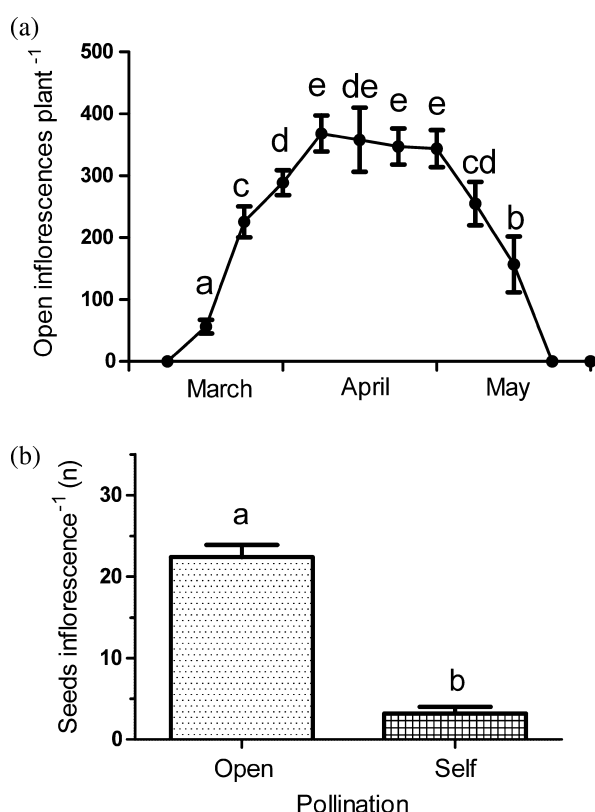 (a)
Open inflorescences plant -1
500
400
300
200
100
0
a
c
d
e
de
e
e
cd
b
March
April
May
(b)
Seeds inflorescence-1 (n)
30
20
10
0
a
b
Open
Self
Pollination